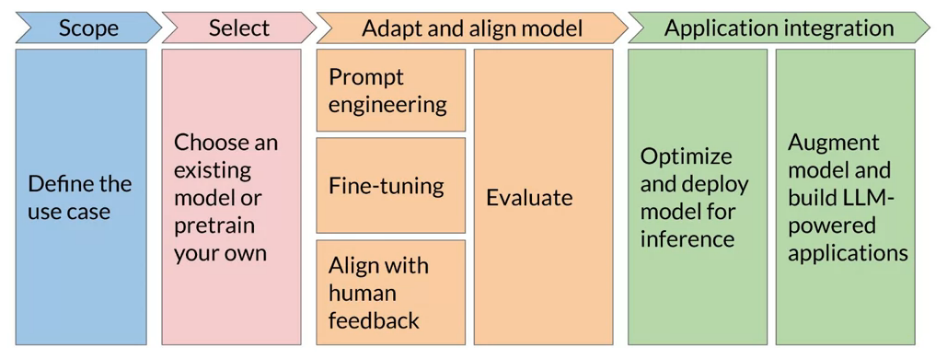 Scope
Select
Adapt and align model
Application integration
Define the
use case
Choose an
existing
model or
pretrain
your own
Prompt
engineering
Fine-tuning
Align with
human
feedback
Evaluate
Optimize
and deploy
model for
inference
Augment
model and
build LLM-
powered
applications